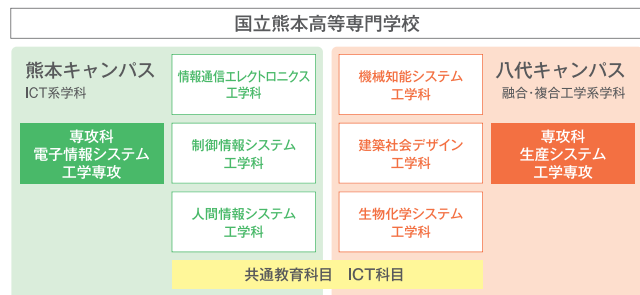 国立熊本高等専門学校
熊本キャンパス
ICT系学科
専攻科
電子情報システム
工学専攻
情報通信エレクトロニクス
工学科
制御情報システム
工学科
人間情報システム
工学科
機械知能システム
工学科
建築社会デザイン
工学科
生物化学システム
工学科
八代キャンパス
融合・複合工学系学科
専攻科
生産システム
工学専攻
共通教育科目　ICT科目